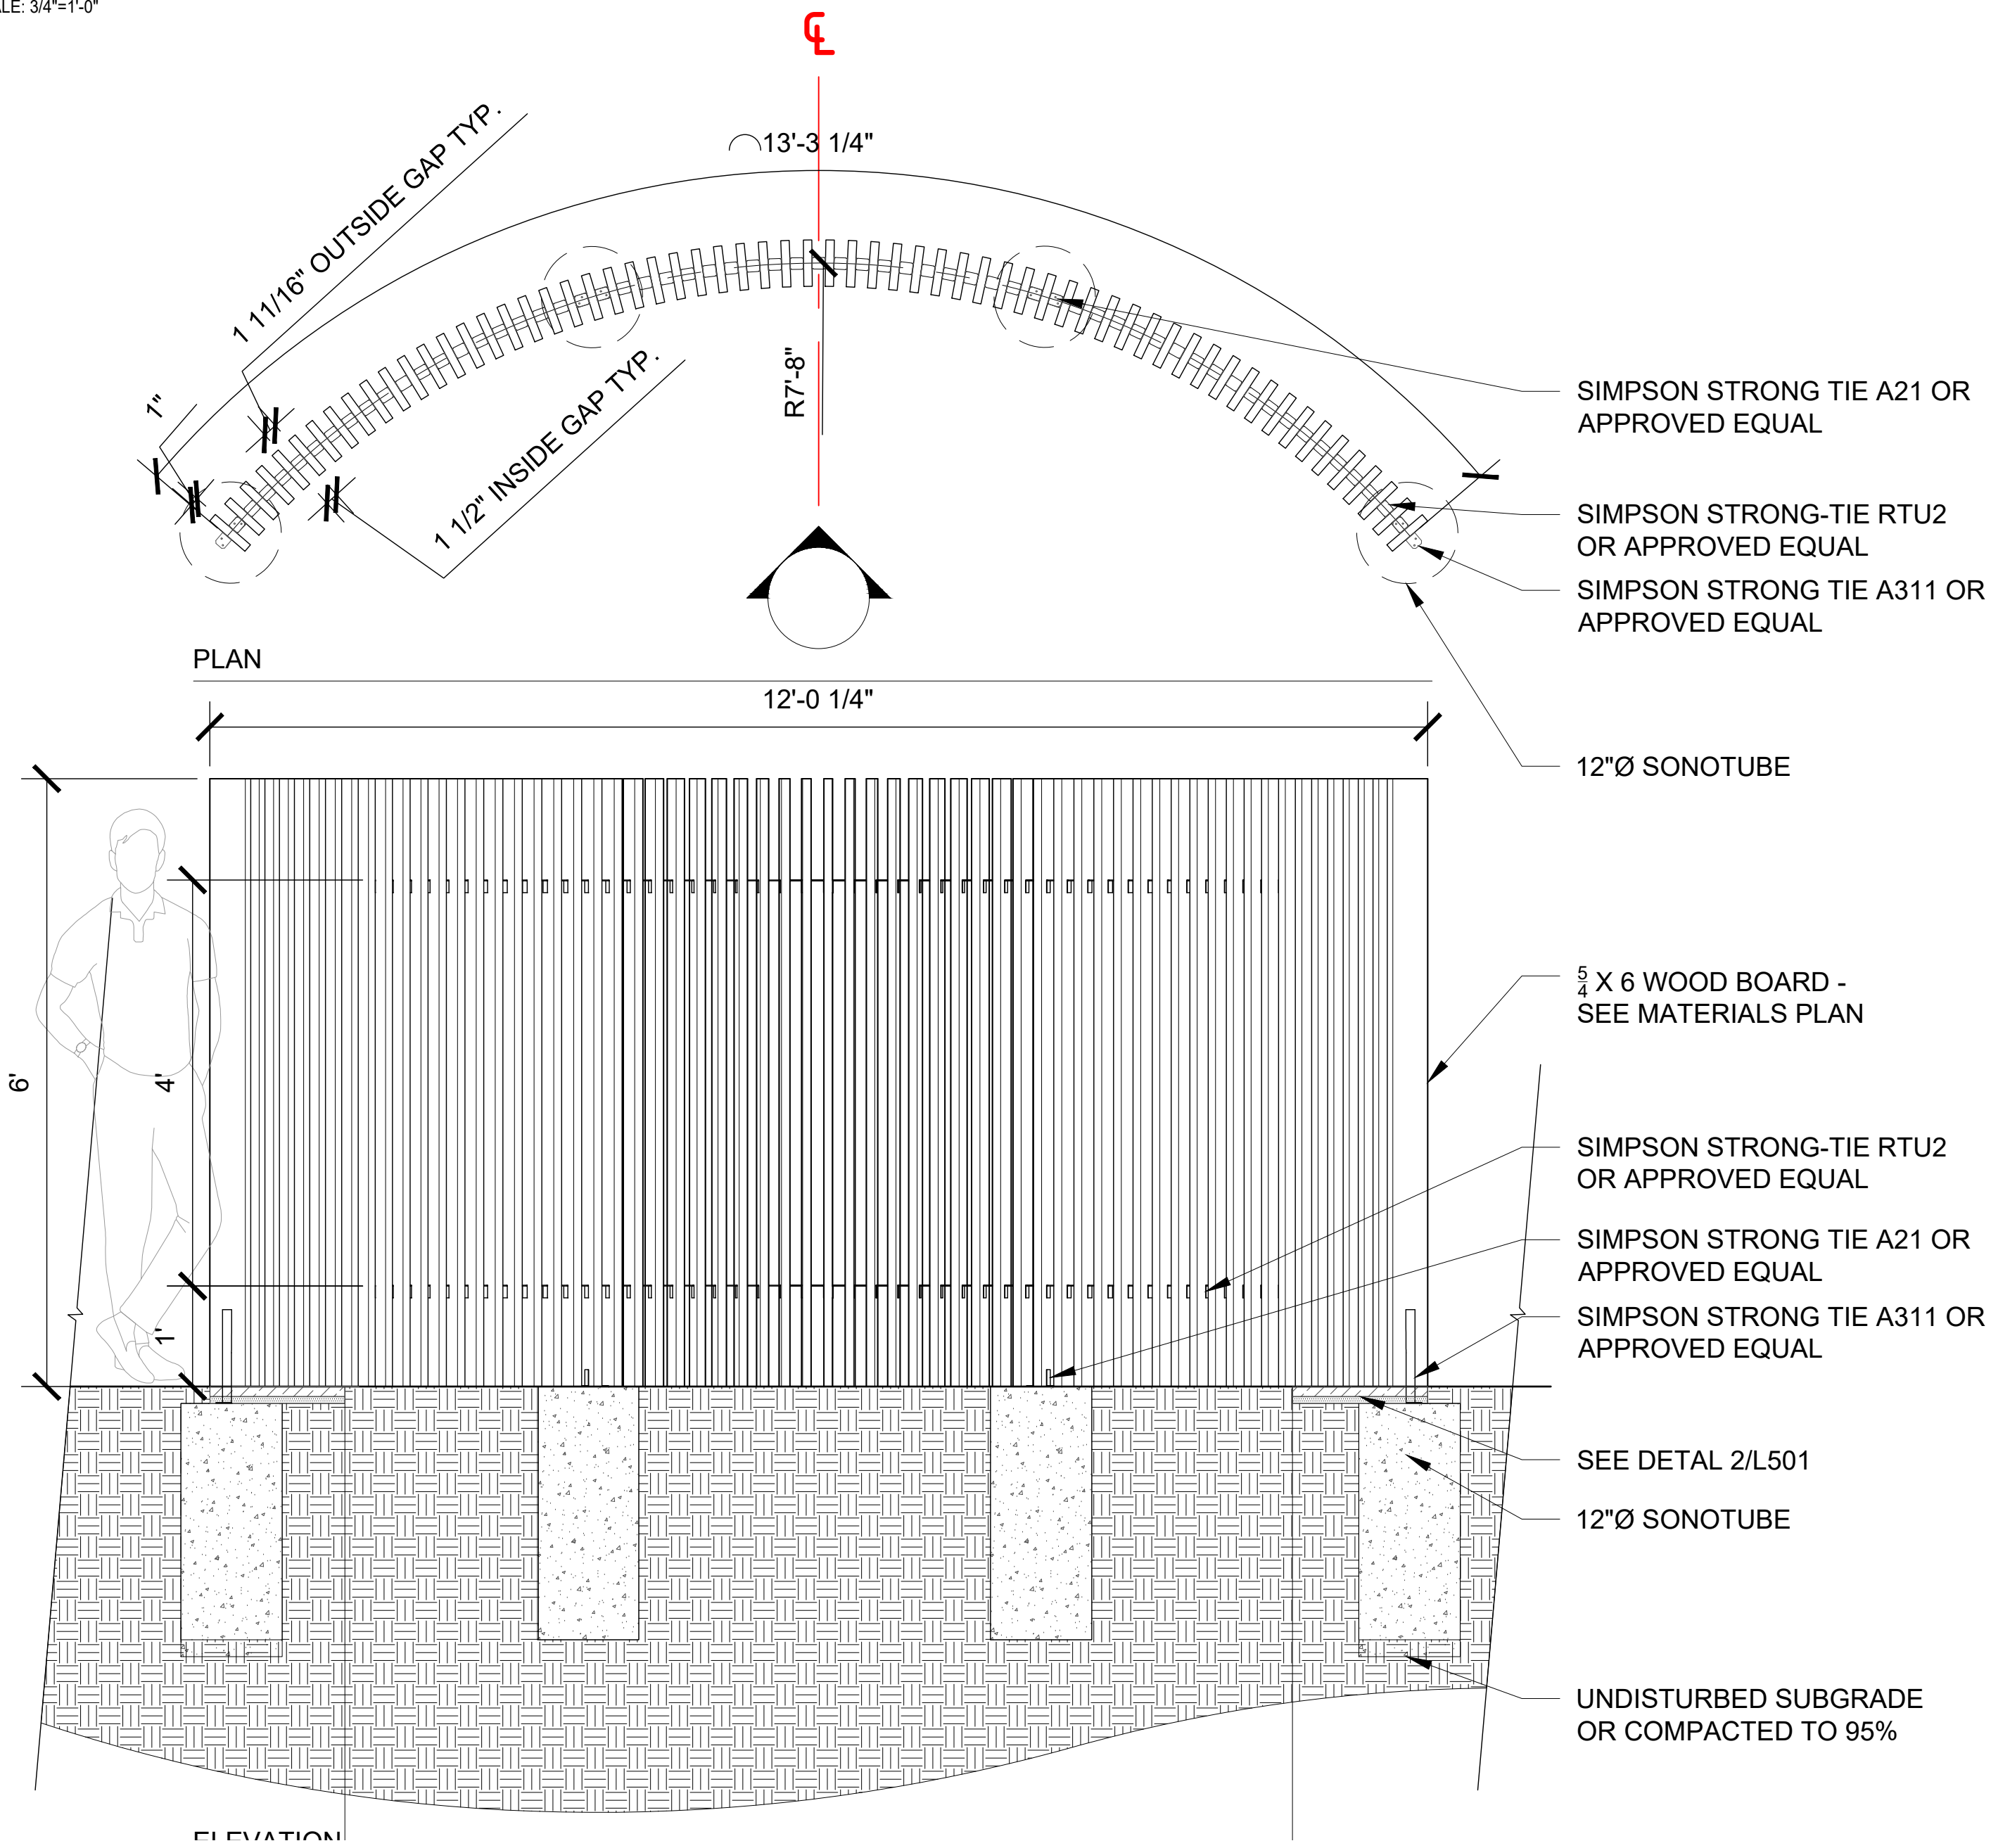 ALE: 3/4"=1'-0"
13'-3 1/4"
1 11/16" OUTSIDE GAP TYP.
1"
1 1/2" INSIDE GAP TYP.
R7'-8"
SIMPSON STRONG TIE A21 OR
APPROVED EQUAL
SIMPSON STRONG-TIE RTU2
OR APPROVED EQUAL
SIMPSON STRONG TIE A311 OR
APPROVED EQUAL
12"Ø SONOTUBE
PLAN
12'-0 1/4"
6'
4'
1'
5/4 X 6 WOOD BOARD -
SEE MATERIALS PLAN
SIMPSON STRONG-TIE RTU2
OR APPROVED EQUAL
SIMPSON STRONG TIE A21 OR
APPROVED EQUAL
SIMPSON STRONG TIE A311 OR
APPROVED EQUAL
SEE DETAL 2/L501
12"Ø SONOTUBE
UNDISTURBED SUBGRADE
OR COMPACTED TO 95%
ELEVATION